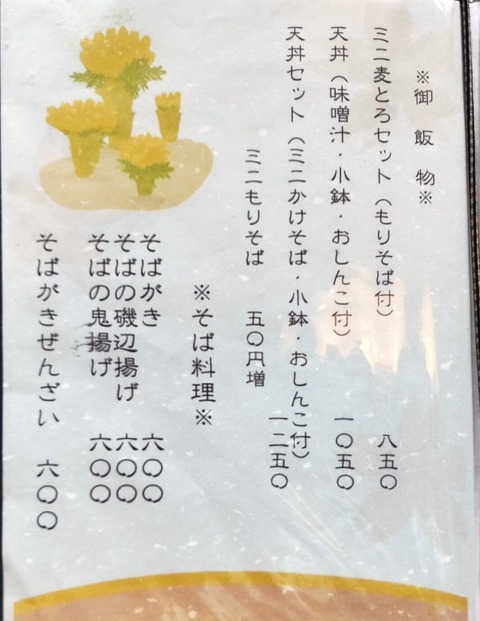 ※御飯物※
ミニ麦とろセット（もりそば付） 八五〇
天丼（味噌汁・小鉢・おしんこ付） 一〇五〇
天丼セット（ミニかけそば・小鉢・おしんこ付） 一二五〇
ミニもりそば 五〇円増
※そば料理※
そばがき 六〇〇
そばの磯辺揚げ 六〇〇
そばの鬼揚げ 六〇〇
そばがきぜんざい 六〇〇